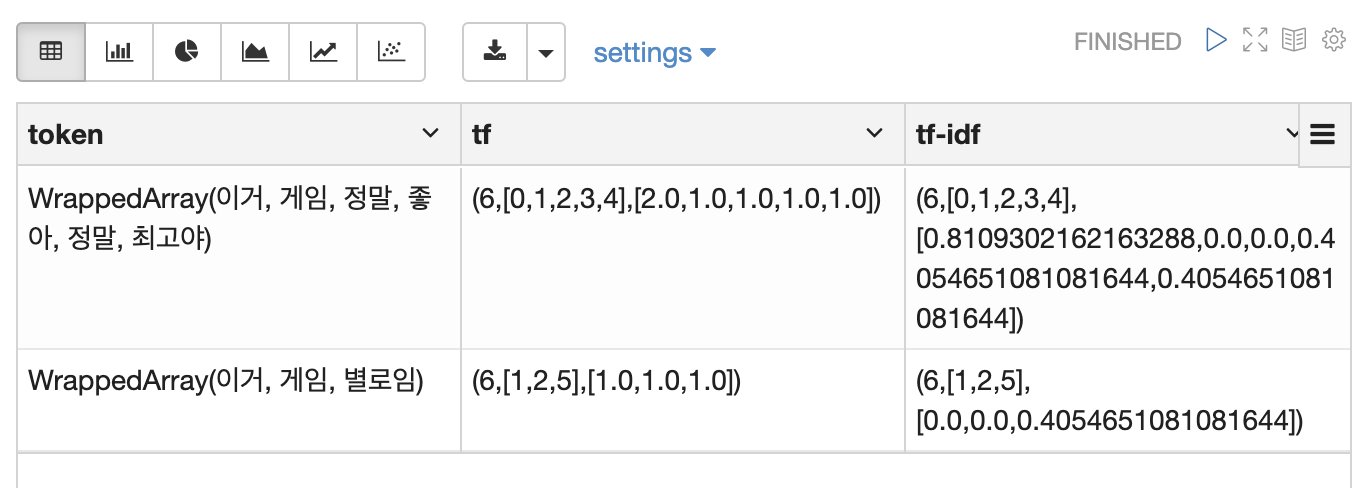 settings
FINISHED
token
tf
tf-idf
WrappedArray(이거, 게임, 정말, 좋
아, 정말, 최고야)
(6,[0,1,2,3,4],[2.0,1.0,1.0,1.0,1.0])
(6,[0,1,2,3,4],
[0.8109302162163288,0.0,0.0,0.4
054651081081644,0.4054651081
081644])
WrappedArray(이거, 게임, 별로임)
(6,[1,2,5],[1.0,1.0,1.0])
(6,[1,2,5],
[0.0,0.0,0.4054651081081644])